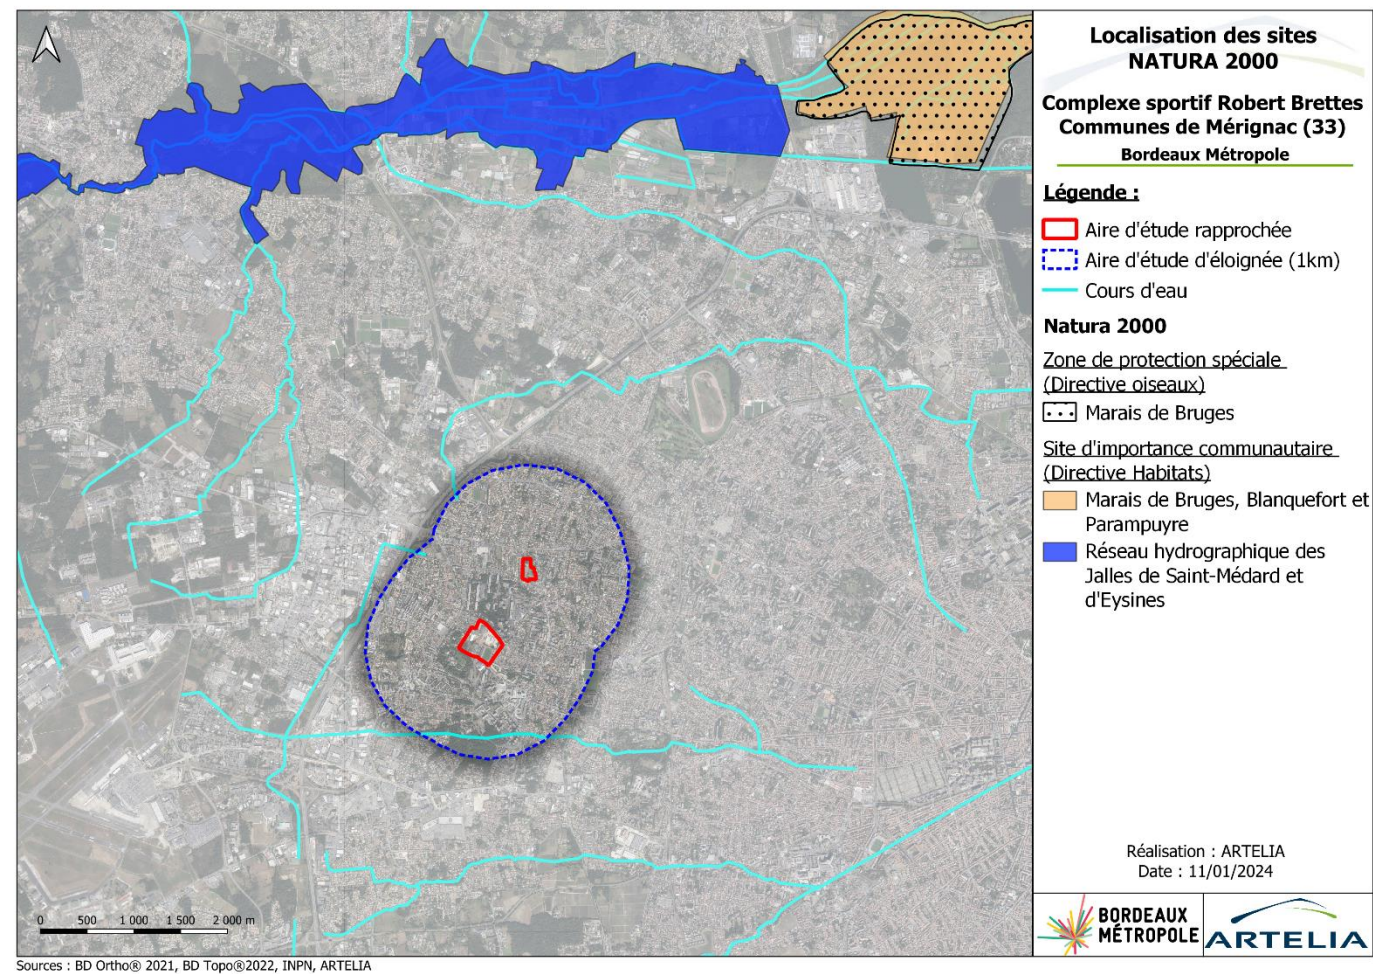 Localisation des sites
NATURA 2000
Complexe sportif Robert Brettes
Communes de Mérignac (33)
Bordeaux Métropole
Légende :
Aire d'étude rapprochée
Aire d'étude d'éloignée (1km)
Cours d'eau
Natura 2000
Zone de protection spéciale
(Directive oiseaux)
Marais de Bruges
Site d'importance communautaire
(Directive Habitats)
Marais de Bruges, Blanquefort et
Parampuyre
Réseau hydrographique des
Jalles de Saint-Médard et
d'Eysines
Réalisation : ARTELIA
Date : 11/01/2024
BORDEAUX
MÉTROPOLE
ARTELIA
0 500 1 000 1 500 2 000 m
Sources : BD Ortho® 2021, BD Topo®2022, INPN, ARTELIA